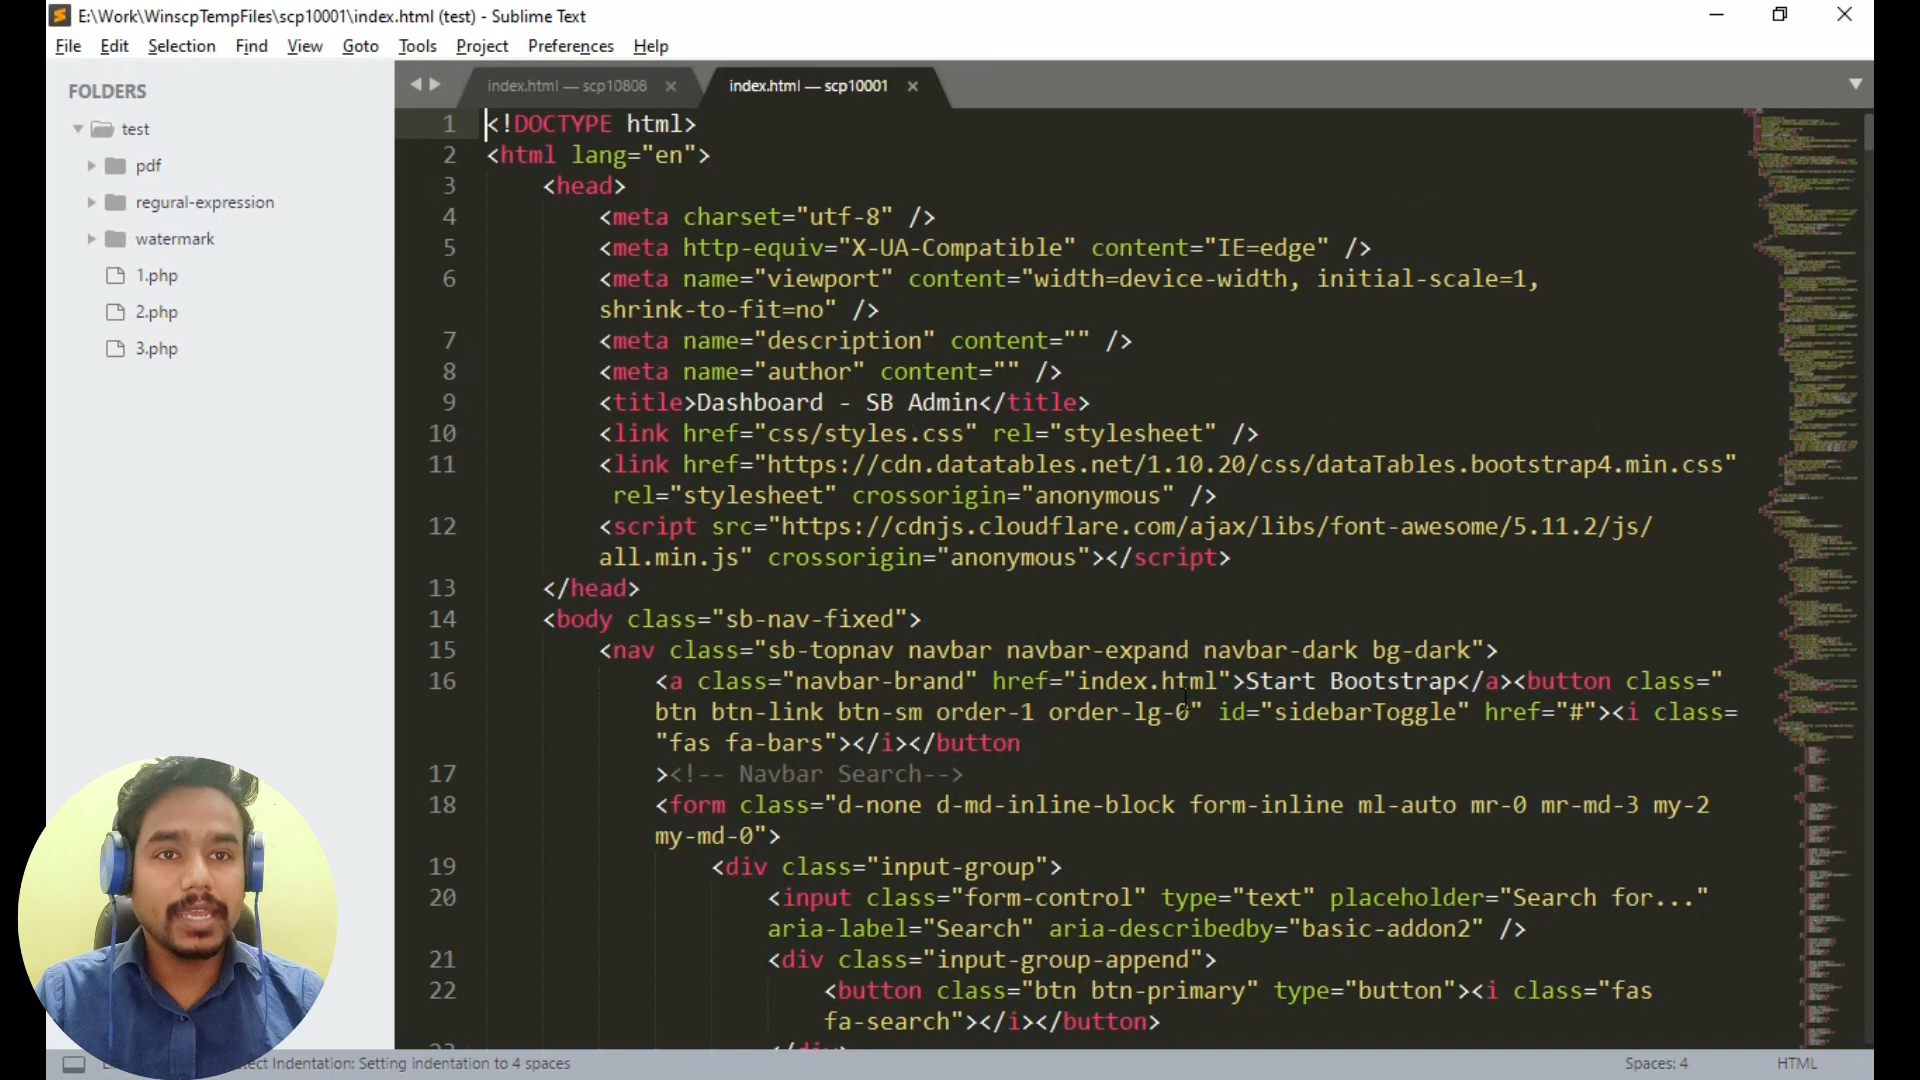 E:\Work\WinscpTempFiles\scp10001\index.html (test) - Sublime Text
File Edit Selection Find View Goto Tools Project Preferences Help
FOLDERS
test
pdf
regural-expression
watermark
1.php
2.php
3.php
index.html — scp10808
index.html — scp10001
1 <!DOCTYPE html>
2 <html lang="en">
3 <head>
4 <meta charset="utf-8" />
5 <meta http-equiv="X-UA-Compatible" content="IE=edge" />
6 <meta name="viewport" content="width=device-width, initial-scale=1,
shrink-to-fit=no" />
7 <meta name="description" content="" />
8 <meta name="author" content="" />
9 <title>Dashboard - SB Admin</title>
10 <link href="css/styles.css" rel="stylesheet" />
11 <link href="https://cdn.datatables.net/1.10.20/css/dataTables.bootstrap4.min.css"
rel="stylesheet" crossorigin="anonymous" />
12 <script src="https://cdnjs.cloudflare.com/ajax/libs/font-awesome/5.11.2/js/
all.min.js" crossorigin="anonymous"></script>
13 </head>
14 <body class="sb-nav-fixed">
15 <nav class="sb-topnav navbar navbar-expand navbar-dark bg-dark">
16 <a class="navbar-brand" href="index.html">Start Bootstrap</a><button class="
btn btn-link btn-sm order-1 order-lg-0" id="sidebarToggle" href="#"><i class=
"fas fa-bars"></i></button
17 ><!-- Navbar Search-->
18 <form class="d-none d-md-inline-block form-inline ml-auto mr-0 mr-md-3 my-2
my-md-0">
19 <div class="input-group">
20 <input class="form-control" type="text" placeholder="Search for..."
aria-label="Search" aria-describedby="basic-addon2" />
21 <div class="input-group-append">
22 <button class="btn btn-primary" type="button"><i class="fas
fa-search"></i></button>
Indentation: Setting indentation to 4 spaces
Spaces: 4
HTML